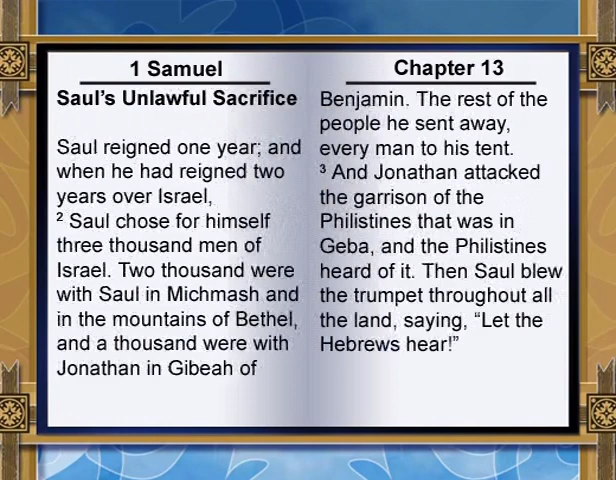 1 Samuel
Saul’s Unlawful Sacrifice
Saul reigned one year; and
when he had reigned two
years over Israel,
² Saul chose for himself
three thousand men of
Israel. Two thousand were
with Saul in Michmash and
in the mountains of Bethel,
and a thousand were with
Jonathan in Gibeah of
Chapter 13
Benjamin. The rest of the
people he sent away,
every man to his tent.
³ And Jonathan attacked
the garrison of the
Philistines that was in
Geba, and the Philistines
heard of it. Then Saul blew
the trumpet throughout all
the land, saying, “Let the
Hebrews hear!”